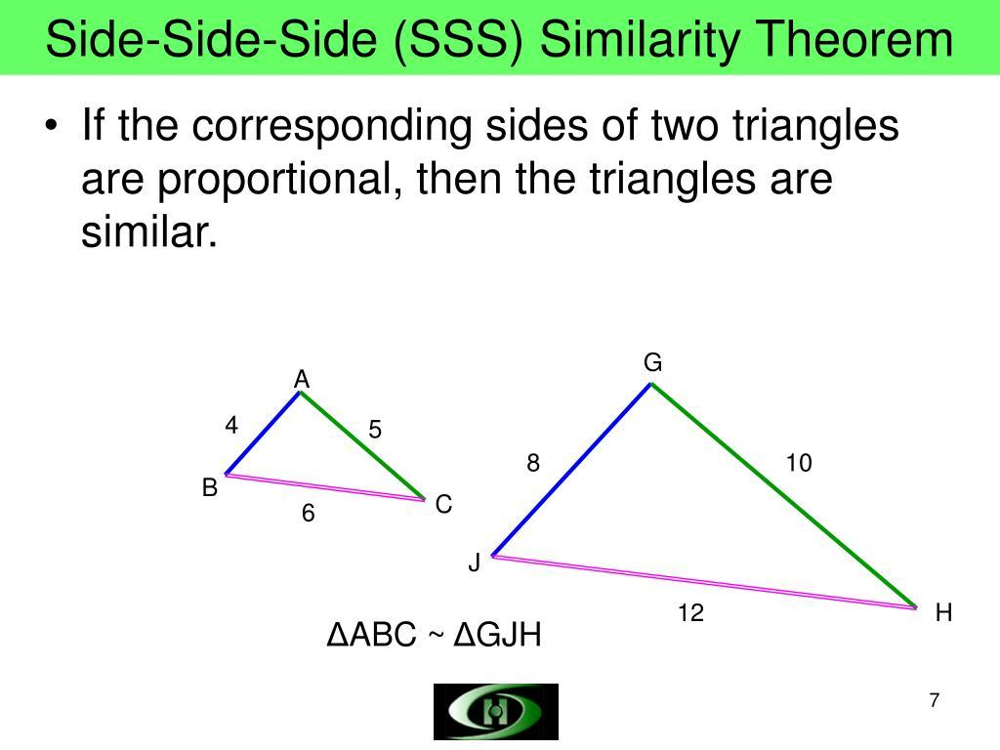 Side-Side-Side (SSS) Similarity Theorem
• If the corresponding sides of two triangles
are proportional, then the triangles are
similar.
G
A
4
5
8
10
B
C
6
J
12
H
ΔABC ~ ΔGJH
H
7